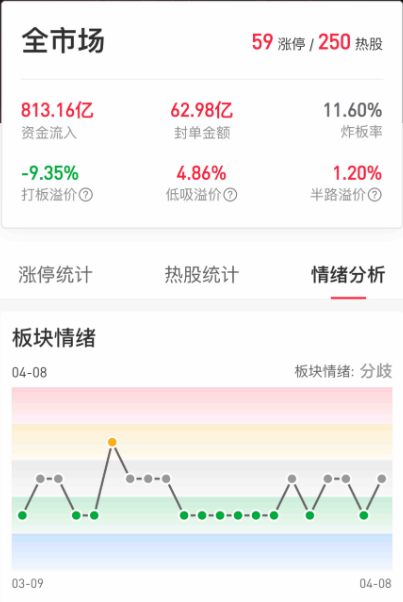 全市场
59 涨停 / 250 热股
813.16亿 62.98亿 11.60%
资金流入 封单金额 炸板率
-9.35% 4.86% 1.20%
打板溢价? 低吸溢价? 半路溢价?
涨停统计 热股统计 情绪分析
板块情绪
04-08 板块情绪: 分歧
03-09 04-08